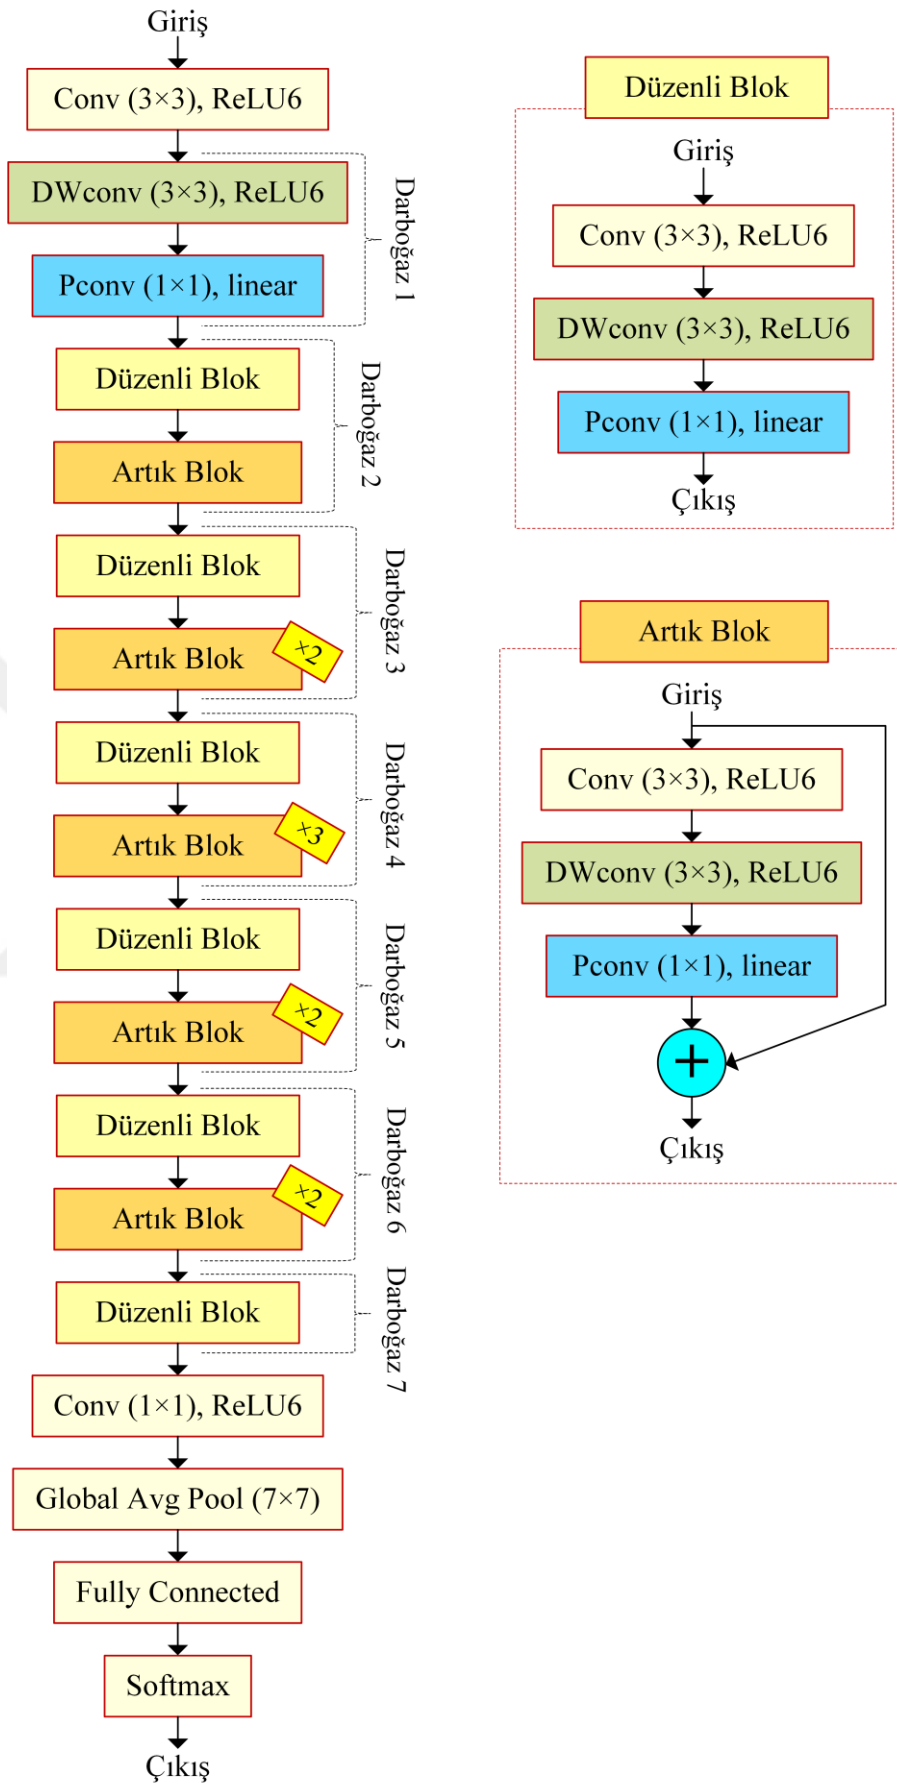 Giriş
Conv (3×3), ReLU6
DWconv (3×3), ReLU6
Pconv (1×1), linear
Darboğaz 1
Düzenli Blok
Artık Blok
Darboğaz 2
Düzenli Blok
Artık Blok
×2
Darboğaz 3
Düzenli Blok
Artık Blok
×3
Darboğaz 4
Düzenli Blok
Artık Blok
×2
Darboğaz 5
Düzenli Blok
Artık Blok
×2
Darboğaz 6
Düzenli Blok
Darboğaz 7
Conv (1×1), ReLU6
Global Avg Pool (7×7)
Fully Connected
Softmax
Çıkış
Düzenli Blok
Giriş
Conv (3×3), ReLU6
DWconv (3×3), ReLU6
Pconv (1×1), linear
Çıkış
Artık Blok
Giriş
Conv (3×3), ReLU6
DWconv (3×3), ReLU6
Pconv (1×1), linear
+
Çıkış